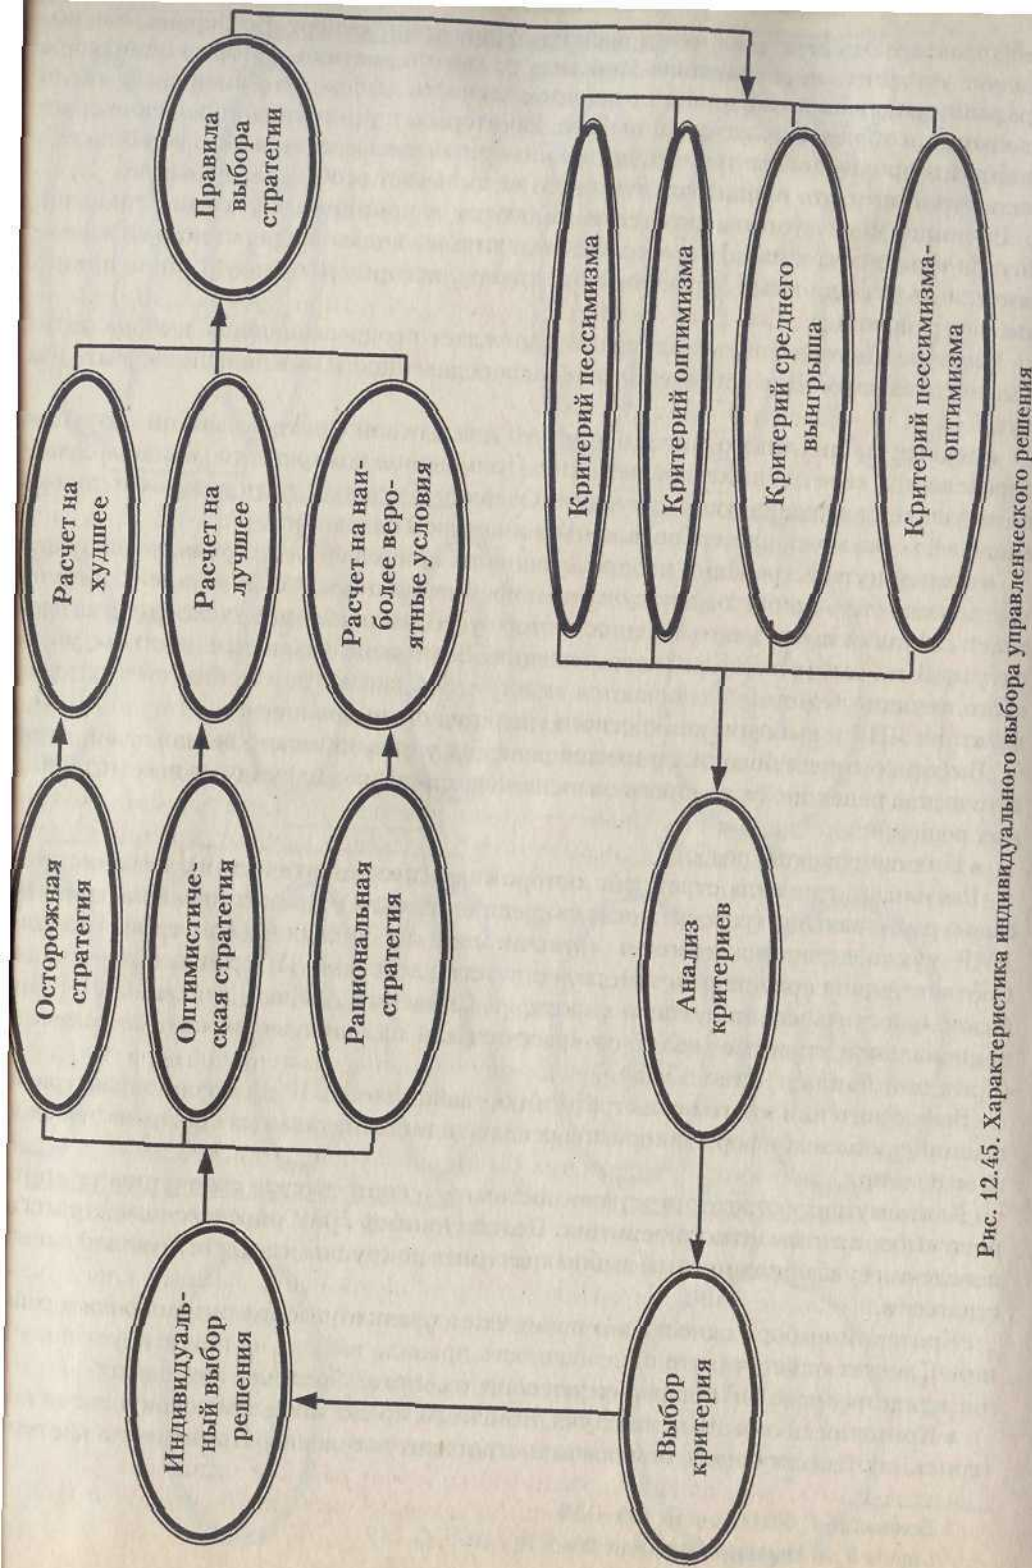 Индивидуаль-
ный выбор
решения
Осторожная
стратегия
Оптимистиче-
ская стратегия
Рациональная
стратегия
Расчет на
худшее
Расчет на
лучшее
Расчет на наи-
более веро-
ятные условия
Правила
выбора
стратегии
Критерий пессимизма
Критерий оптимизма
Критерий среднего
выигрыша
Критерий пессимизма-
оптимизма
Анализ
критериев
Выбор
критерия
Рис. 12.45. Характеристика индивидуального выбора управленческого решения